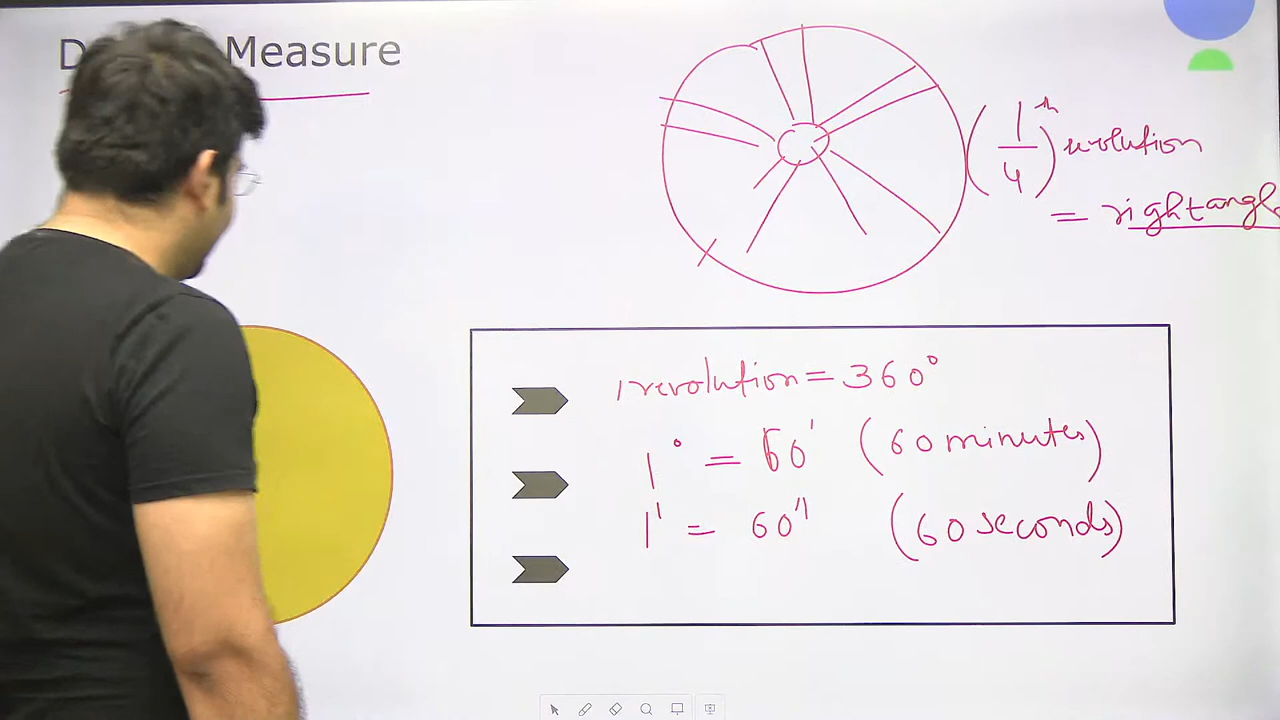 Measure
(1/4)th revolution
= right angle
1 revolution = 360°
1° = 60' (60 minutes)
1' = 60'' (60 seconds)